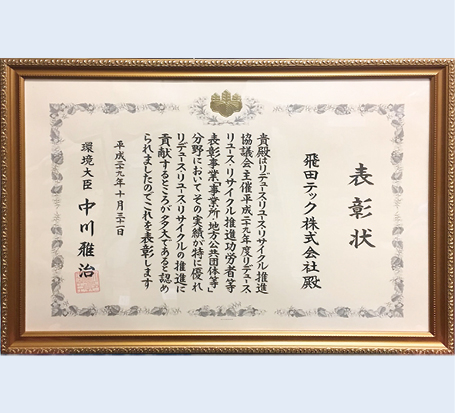 表彰状
飛田テック株式会社殿
貴殿はリデュースリユースリサイクル推進
協議会主催平成二十九年度リデュース
リユース・リサイクル推進功労者等
表彰事業「事業所・地方公共団体等」
分野においてその実績が特に優れ
リデュースリユースリサイクルの推進に
貢献するところが多大であると認め
られましたのでこれを表彰します
平成二十九年十月三十一日
環境大臣 中川雅治